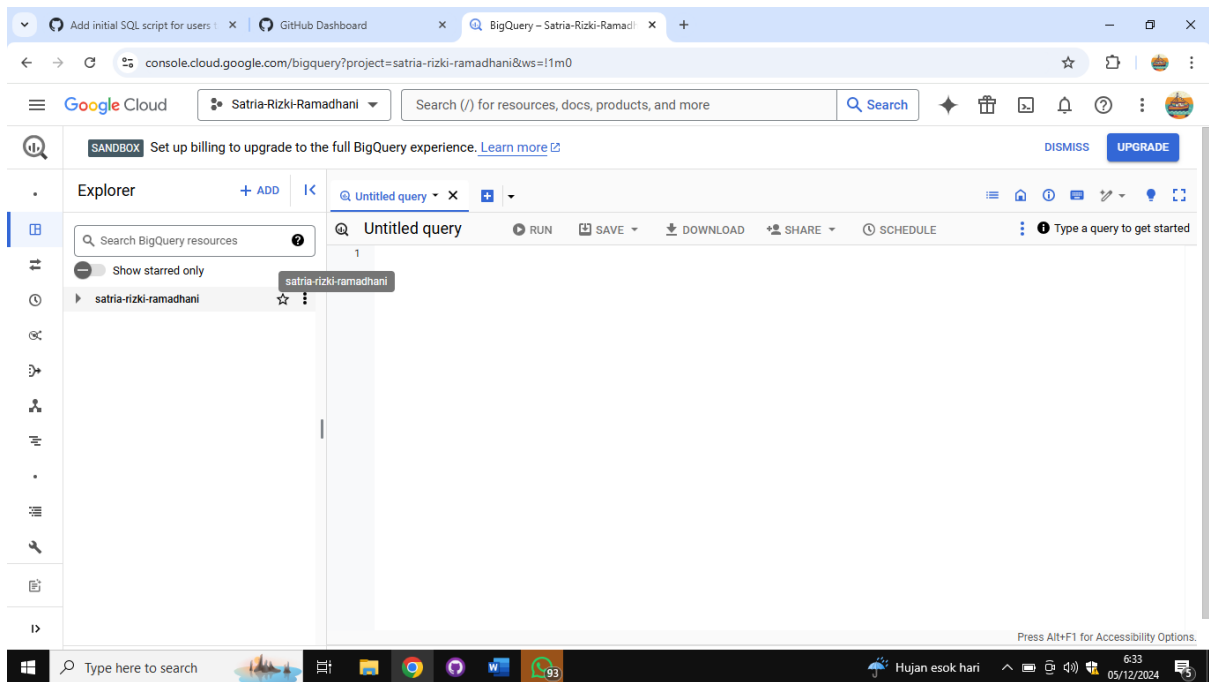 Add initial SQL script for users t
GitHub Dashboard
BigQuery – Satria-Rizki-Ramadh
console.cloud.google.com/bigquery?project=satria-rizki-ramadhani&ws=!1m0
Google Cloud
Satria-Rizki-Ramadhani
Search (/) for resources, docs, products, and more
Search
SANDBOX Set up billing to upgrade to the full BigQuery experience. Learn more
DISMISS
UPGRADE
Explorer
+ ADD
Untitled query
Untitled query
RUN
SAVE
DOWNLOAD
SHARE
SCHEDULE
Type a query to get started
Search BigQuery resources
1
Show starred only
satria-rizki-ramadhani
satria-rizki-ramadhani
Press Alt+F1 for Accessibility Options.
Type here to search
93
Hujan esok hari
6:33
05/12/2024
5